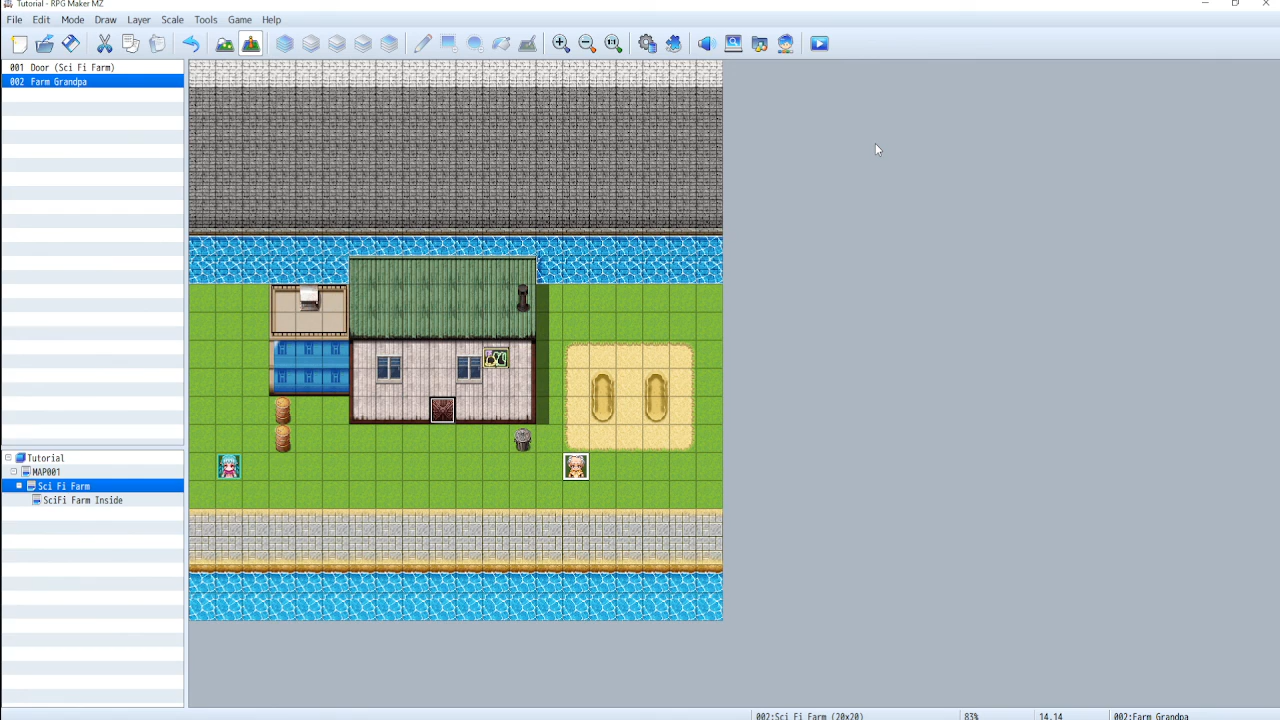 Tutorial - RPG Maker MZ
File Edit Mode Draw Layer Scale Tools Game Help
001 Door (Sci Fi Farm)
002 Farm Grandpa
Tutorial
MAP001
Sci Fi Farm
SciFi Farm Inside
002:Sci Fi Farm (20x20) 83% 14,14 002:Farm Grandpa